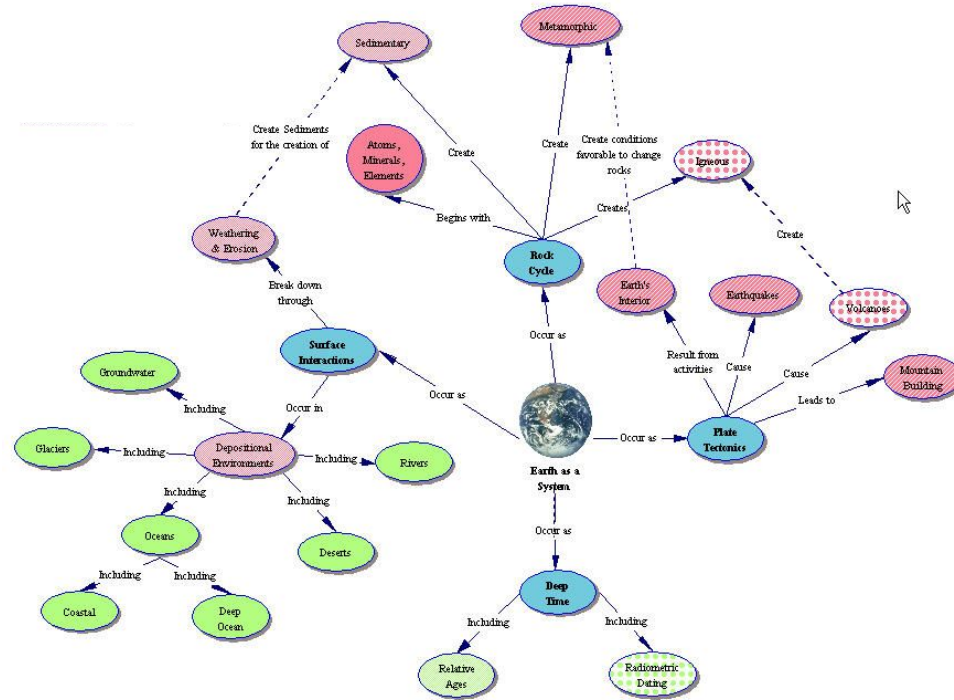 Metamorphic
Sedimentary
Create Sediments
for the creation of
Atoms,
Minerals,
Elements
Create
Create
Create conditions
favorable to change
rocks
Igneous
Begins with
Creates
Weathering
& Erosion
Create
Rock
Cycle
Break down
through
Earth's
Interior
Earthquakes
Volcanoes
Surface
Interactions
Occur as
Result from
activities
Cause
Cause
Mountain
Building
Groundwater
Occur as
Leads to
Including
Occur in
Occur as
Plate
Tectonics
Glaciers
Including
Depositional
Environments
Including
Rivers
Earth as a
System
Including
Including
Occur as
Oceans
Deserts
Including
Including
Deep
Time
Coastal
Deep
Ocean
Including
Including
Relative
Ages
Radiometric
Dating